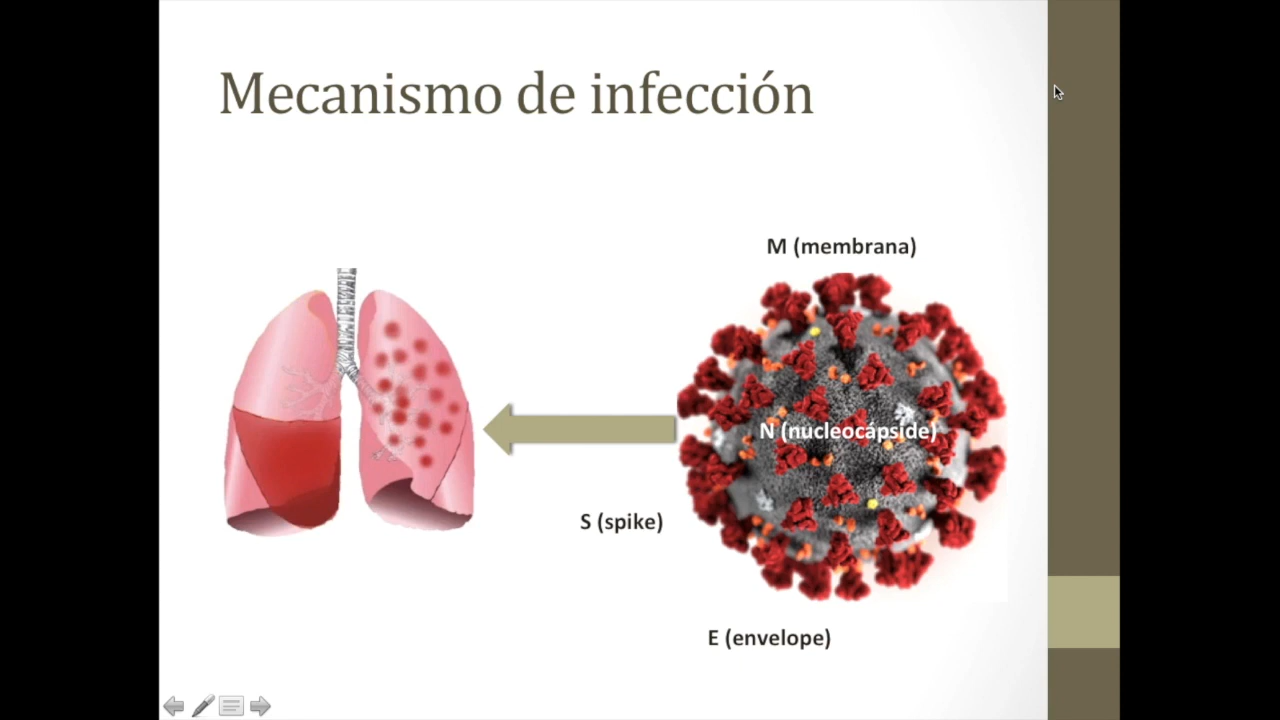 Mecanismo de infección
M (membrana)
N (nucleocápside)
S (spike)
E (envelope)